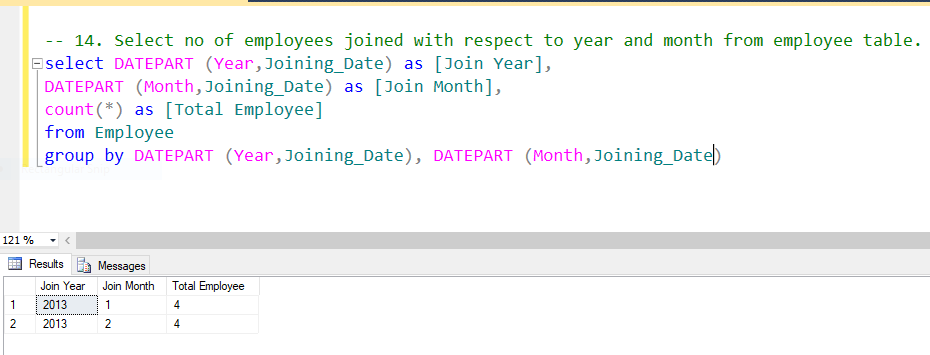 -- 14. Select no of employees joined with respect to year and month from employee table.
select DATEPART (Year,Joining_Date) as [Join Year],
DATEPART (Month,Joining_Date) as [Join Month],
count(*) as [Total Employee]
from Employee
group by DATEPART (Year,Joining_Date), DATEPART (Month,Joining_Date)
121 %
Results Messages
Join Year Join Month Total Employee
1 2013 1 4
2 2013 2 4